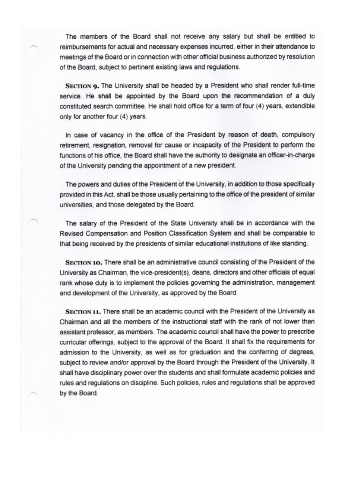 The members of the Board shall not receive any salary but shall be entitled to
reimbursements for actual and necessary expenses incurred, either in their attendance to
meetings of the Board or in connection with other official business authorized by resolution
of the Board, subject to pertinent existing laws and regulations.
SECTION 9. The University shall be headed by a President who shall render full-time
service. He shall be appointed by the Board upon the recommendation of a duly
constituted search committee. He shall hold office for a term of four (4) years, extendible
only for another four (4) years.
In case of vacancy in the office of the President by reason of death, compulsory
retirement, resignation, removal for cause or incapacity of the President to perform the
functions of his office, the Board shall have the authority to designate an officer-in-charge
of the University pending the appointment of a new president.
The powers and duties of the President of the University, in addition to those specifically
provided in this Act, shall be those usually pertaining to the office of the president of similar
universities, and those delegated by the Board.
The salary of the President of the State University shall be in accordance with the
Revised Compensation and Position Classification System and shall be comparable to
that being received by the presidents of similar educational institutions of like standing.
SECTION 10. There shall be an administrative council consisting of the President of the
University as Chairman, the vice-president(s), deans, directors and other officials of equal
rank whose duty is to implement the policies governing the administration, management
and development of the University, as approved by the Board.
SECTION 11. There shall be an academic council with the President of the University as
Chairman and all the members of the instructional staff with the rank of not lower than
assistant professor, as members. The academic council shall have the power to prescribe
curricular offerings, subject to the approval of the Board. It shall fix the requirements for
admission to the University, as well as for graduation and the conferring of degrees,
subject to review and/or approval by the Board through the President of the University. It
shall have disciplinary power over the students and shall formulate academic policies and
rules and regulations on discipline. Such policies, rules and regulations shall be approved
by the Board.